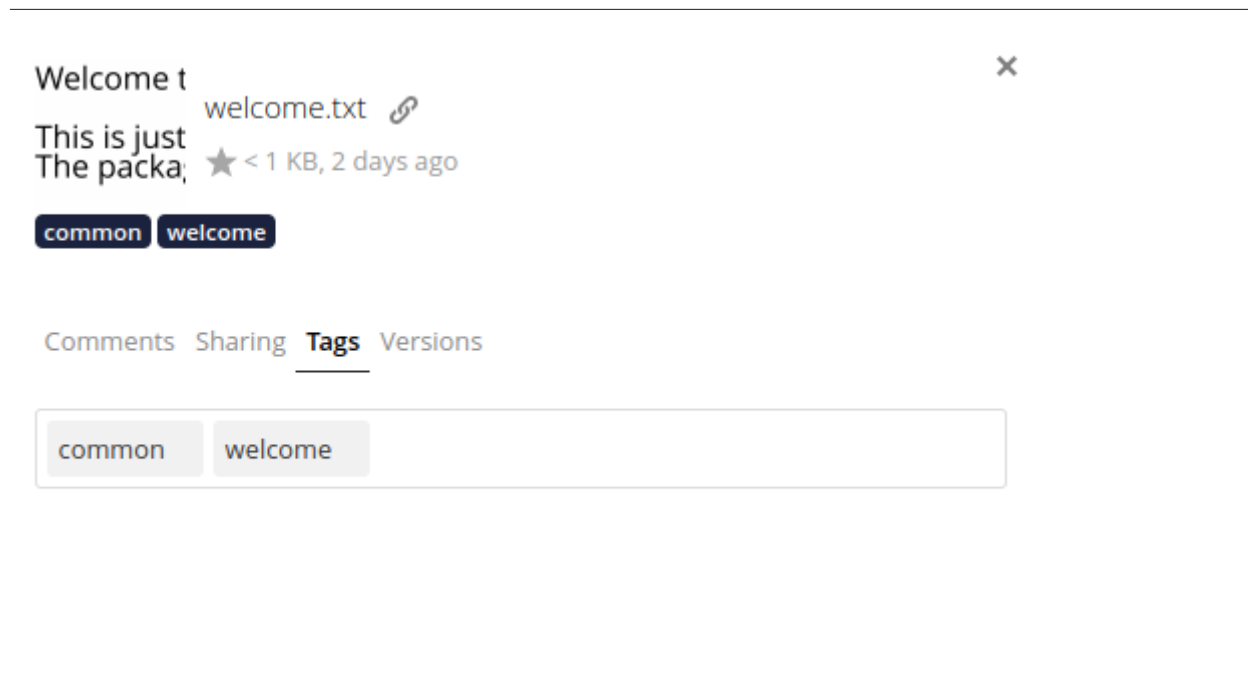 Welcome t
This is just
The packa
welcome.txt
< 1 KB, 2 days ago
common welcome
Comments Sharing Tags Versions
common welcome